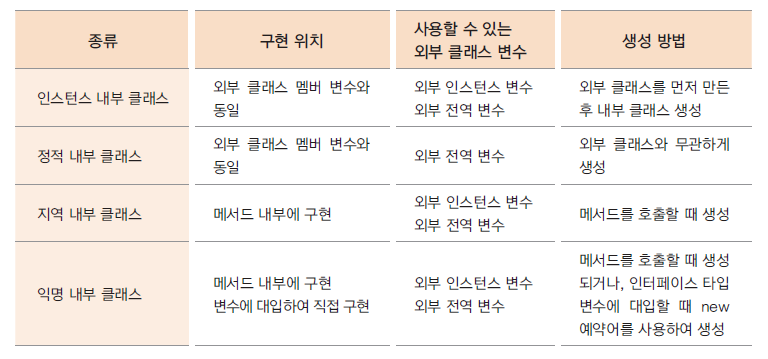 종류
구현 위치
사용할 수 있는
외부 클래스 변수
생성 방법
인스턴스 내부 클래스
외부 클래스 멤버 변수와
동일
외부 인스턴스 변수
외부 전역 변수
외부 클래스를 먼저 만든
후 내부 클래스 생성
정적 내부 클래스
외부 클래스 멤버 변수와
동일
외부 전역 변수
외부 클래스와 무관하게
생성
지역 내부 클래스
메서드 내부에 구현
외부 인스턴스 변수
외부 전역 변수
메서드를 호출할 때 생성
익명 내부 클래스
메서드 내부에 구현
변수에 대입하여 직접 구현
외부 인스턴스 변수
외부 전역 변수
메서드를 호출할 때 생성
되거나, 인터페이스 타입
변수에 대입할 때 new
예약어를 사용하여 생성